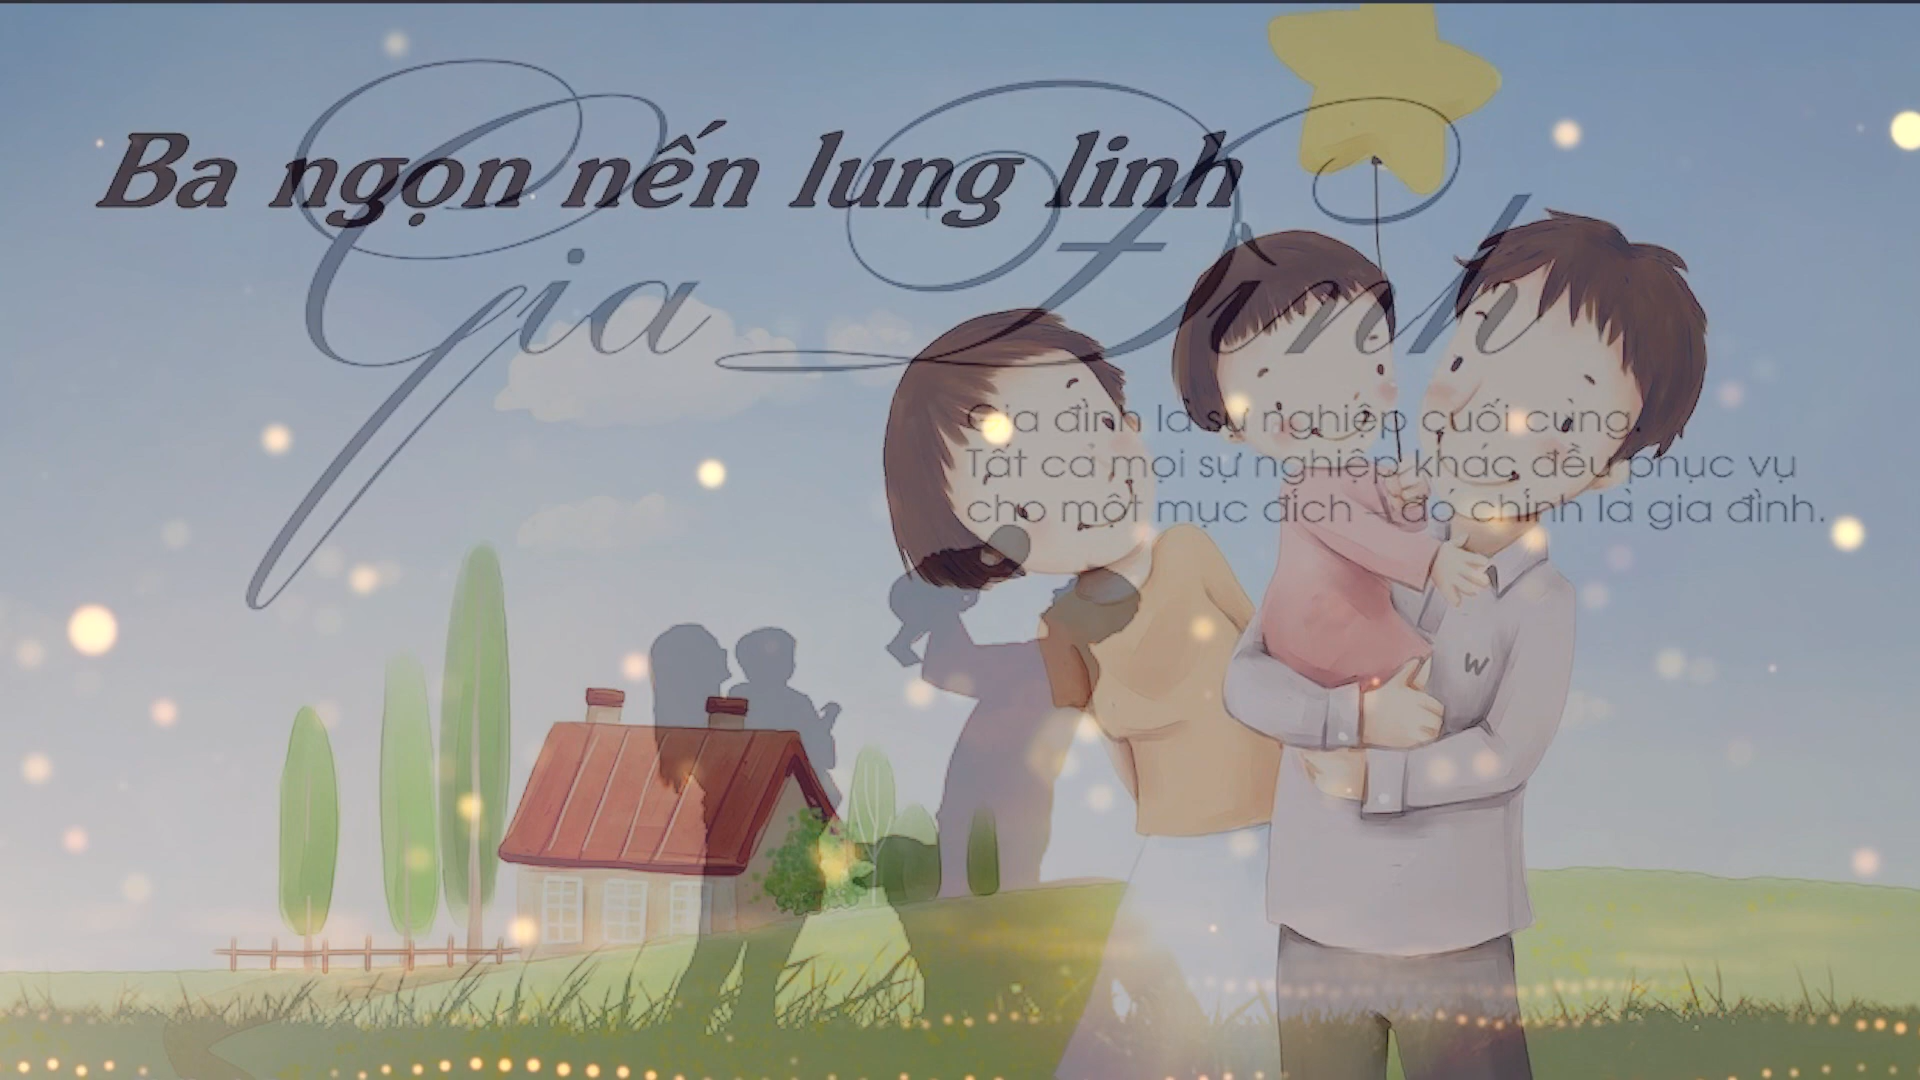 Ba ngọn nến lung linh
Gia Đình
Gia đình là sự nghiệp cuối cùng.
Tất cả mọi sự nghiệp khác đều phục vụ
cho một mục đích - đó chính là gia đình.
W